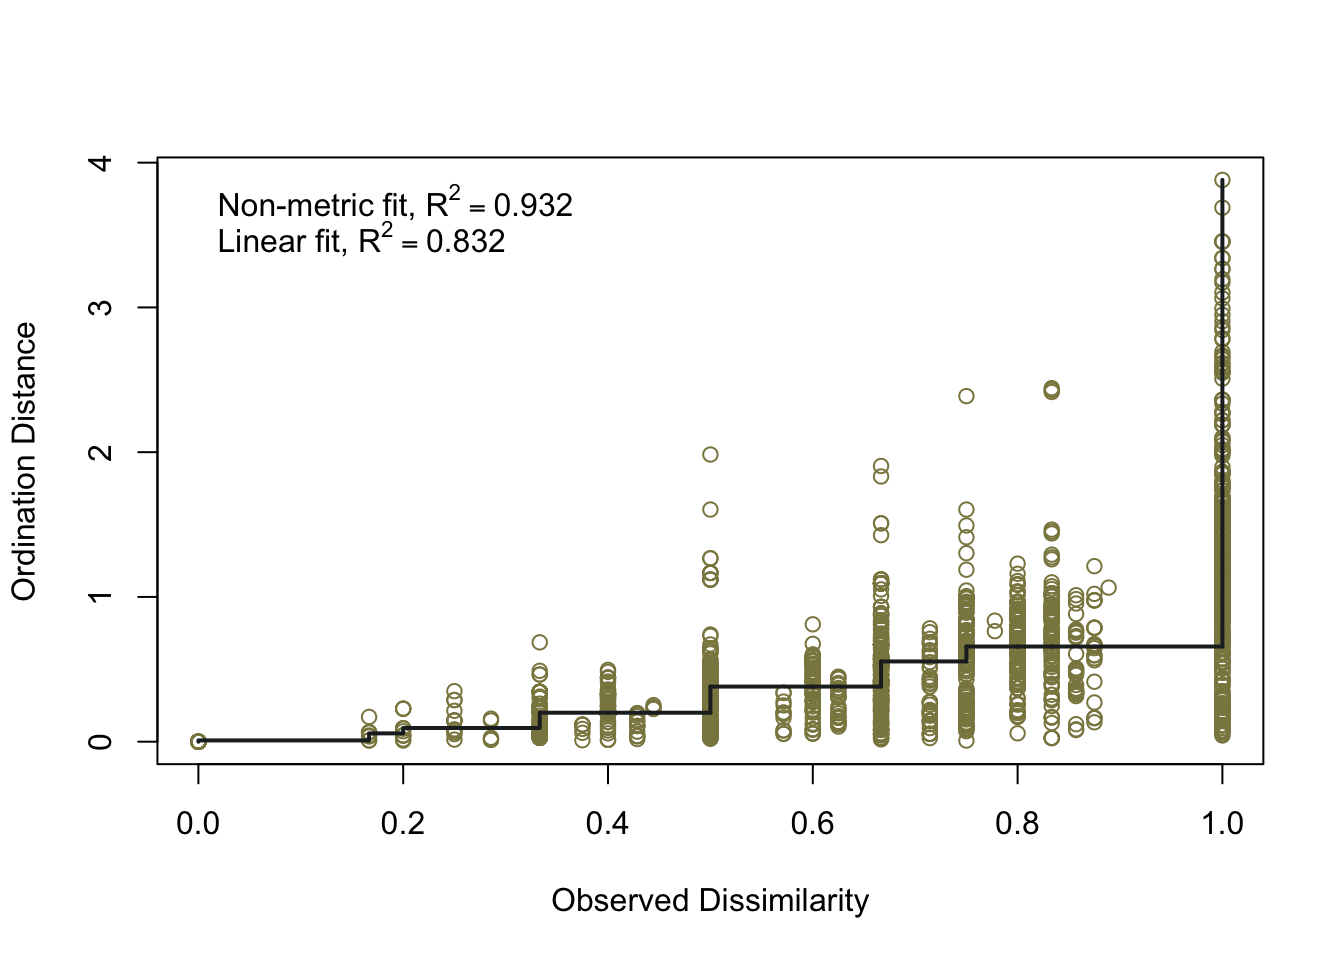 Non-metric fit, R² = 0.932
Linear fit, R² = 0.832
Ordination Distance
4
3
2
1
0
0.0 0.2 0.4 0.6 0.8 1.0
Observed Dissimilarity